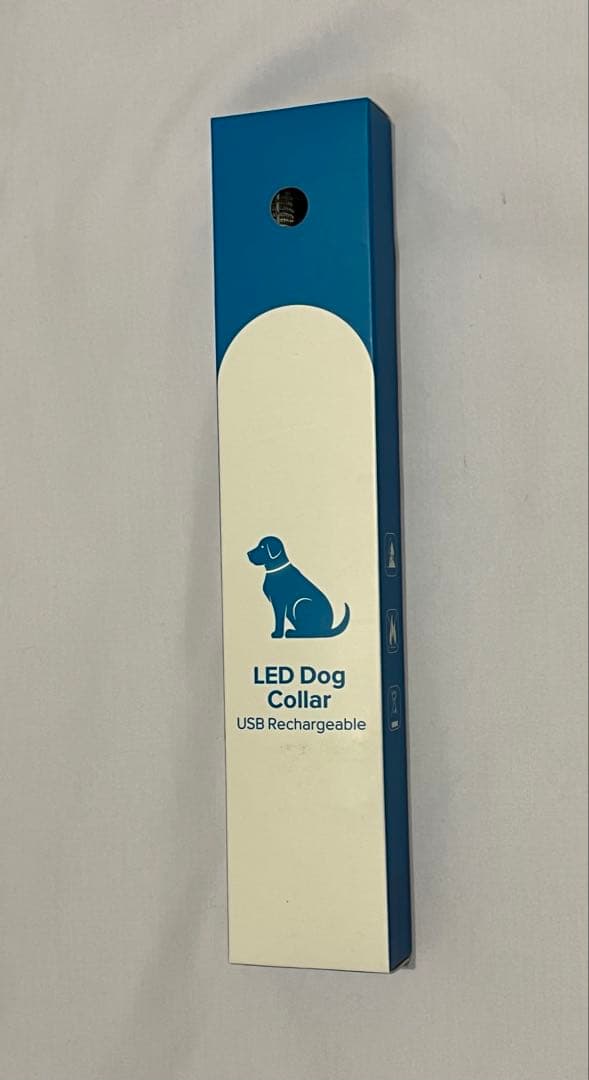 LED Dog
Collar
USB Rechargeable